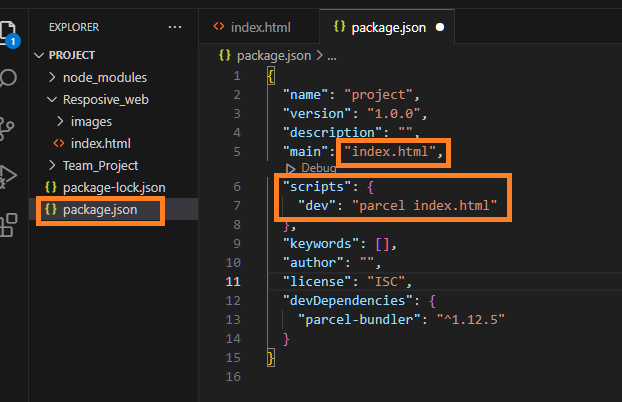 EXPLORER ...
PROJECT
node_modules
Resposive_web
images
<> index.html
Team_Project
{} package-lock.json
{} package.json
1
<> index.html
{} package.json
{} package.json > ...
1 {
2 "name": "project",
3 "version": "1.0.0",
4 "description": "",
5 "main": "index.html",
Debug
6 "scripts": {
7 "dev": "parcel index.html"
8 },
9 "keywords": [],
10 "author": "",
11 "license": "ISC",
12 "devDependencies": {
13 "parcel-bundler": "^1.12.5"
14 }
15 }
16